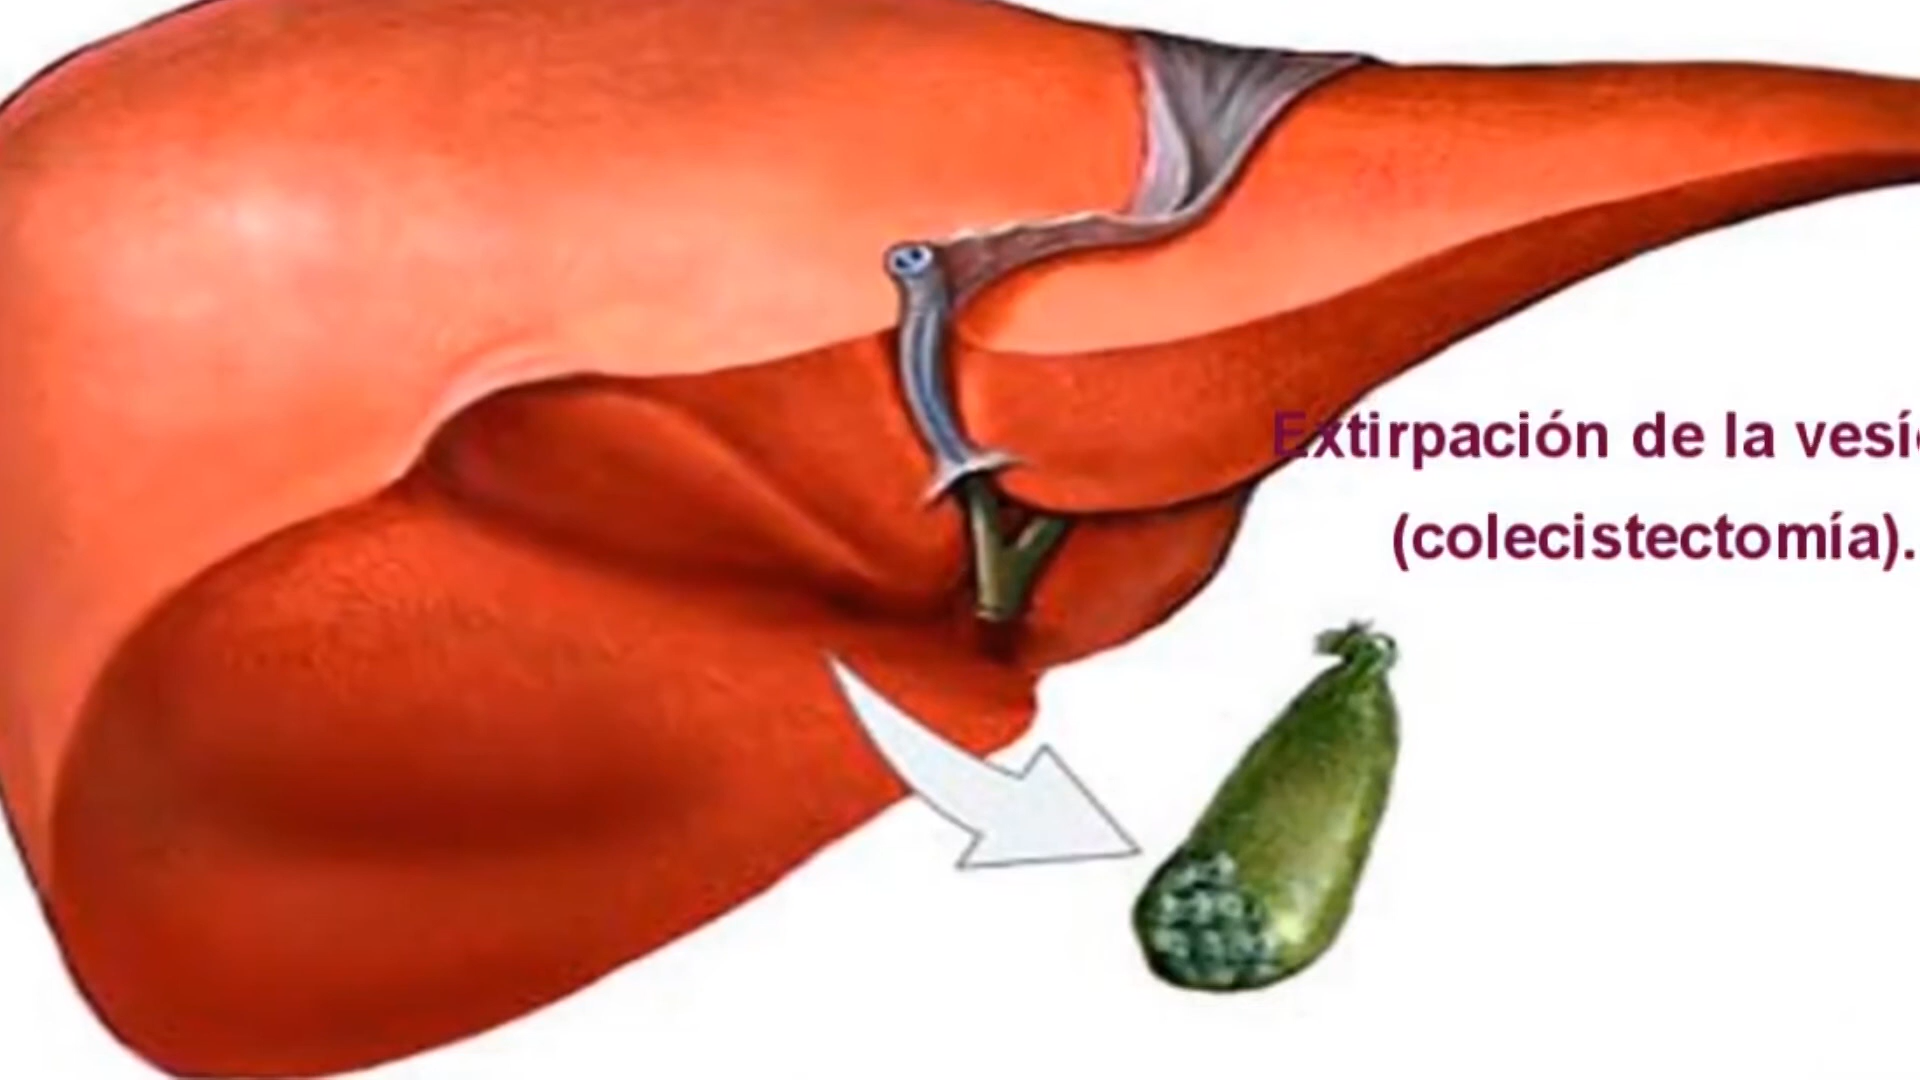 Extirpación de la vesí
(colecistectomía).